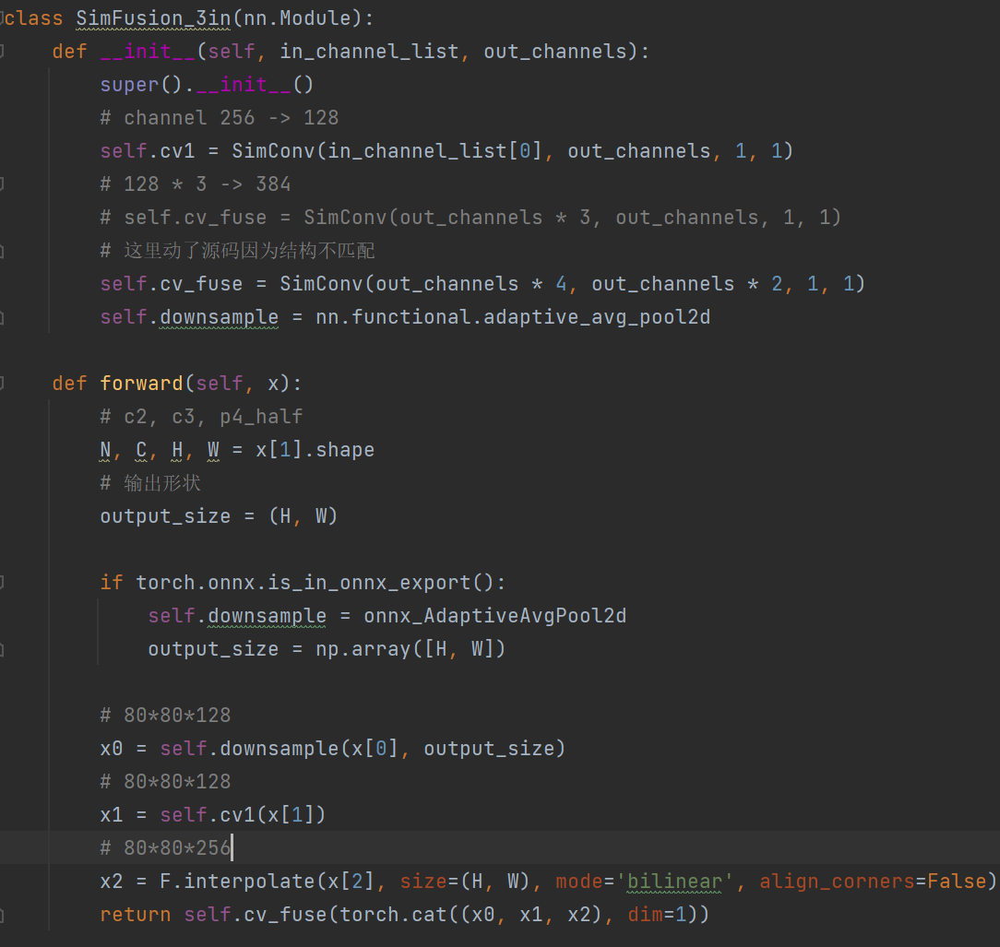 class SimFusion_3in(nn.Module):
    def __init__(self, in_channel_list, out_channels):
        super().__init__()
        # channel 256 -> 128
        self.cv1 = SimConv(in_channel_list[0], out_channels, 1, 1)
        # 128 * 3 -> 384
        # self.cv_fuse = SimConv(out_channels * 3, out_channels, 1, 1)
        # 这里动了源码因为结构不匹配
        self.cv_fuse = SimConv(out_channels * 4, out_channels * 2, 1, 1)
        self.downsample = nn.functional.adaptive_avg_pool2d

    def forward(self, x):
        # c2, c3, p4_half
        N, C, H, W = x[1].shape
        # 输出形状
        output_size = (H, W)

        if torch.onnx.is_in_onnx_export():
            self.downsample = onnx_AdaptiveAvgPool2d
            output_size = np.array([H, W])

        # 80*80*128
        x0 = self.downsample(x[0], output_size)
        # 80*80*128
        x1 = self.cv1(x[1])
        # 80*80*256
        x2 = F.interpolate(x[2], size=(H, W), mode='bilinear', align_corners=False)
        return self.cv_fuse(torch.cat((x0, x1, x2), dim=1))